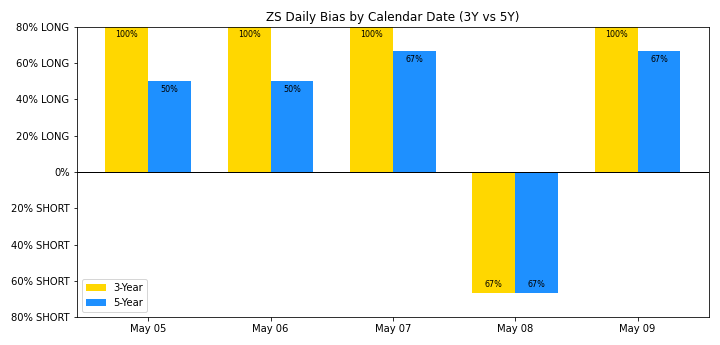 ZS Daily Bias by Calendar Date (3Y vs 5Y)
80% LONG
60% LONG
40% LONG
20% LONG
0%
20% SHORT
40% SHORT
60% SHORT
80% SHORT
100%
50%
100%
50%
100%
67%
67%
67%
100%
67%
3-Year
5-Year
May 05
May 06
May 07
May 08
May 09